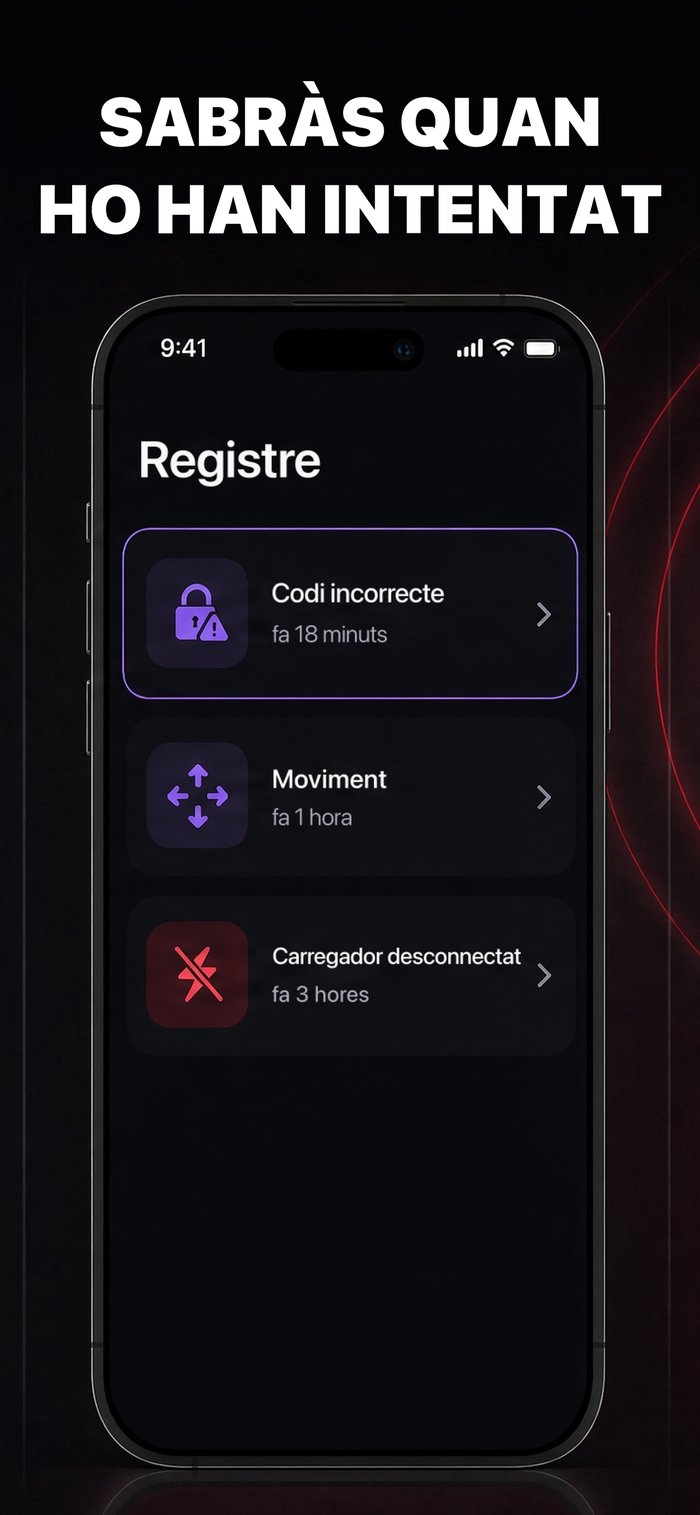 SABRÀS QUAN
HO HAN INTENTAT
9:41
Registre
Codi incorrecte
fa 18 minuts
Moviment
fa 1 hora
Carregador desconnectat
fa 3 hores